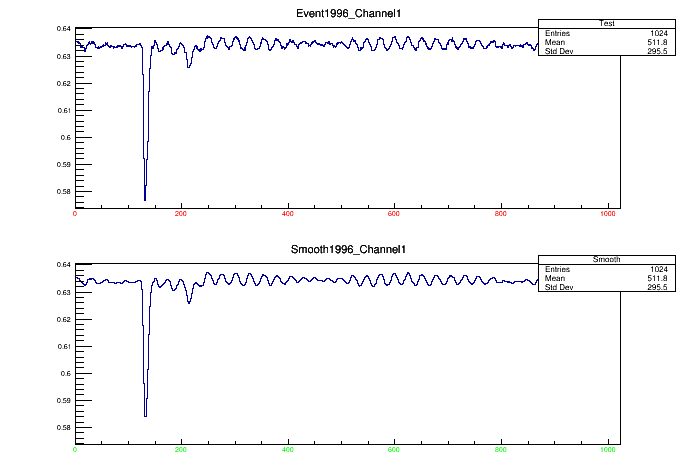 Event1996_Channel1
Test
Entries 1024
Mean 511.8
Std Dev 295.5
0.64
0.63
0.62
0.61
0.6
0.59
0.58
0 200 400 600 800 1000
Smooth1996_Channel1
Smooth
Entries 1024
Mean 511.8
Std Dev 295.5
0.64
0.63
0.62
0.61
0.6
0.59
0.58
0 200 400 600 800 1000